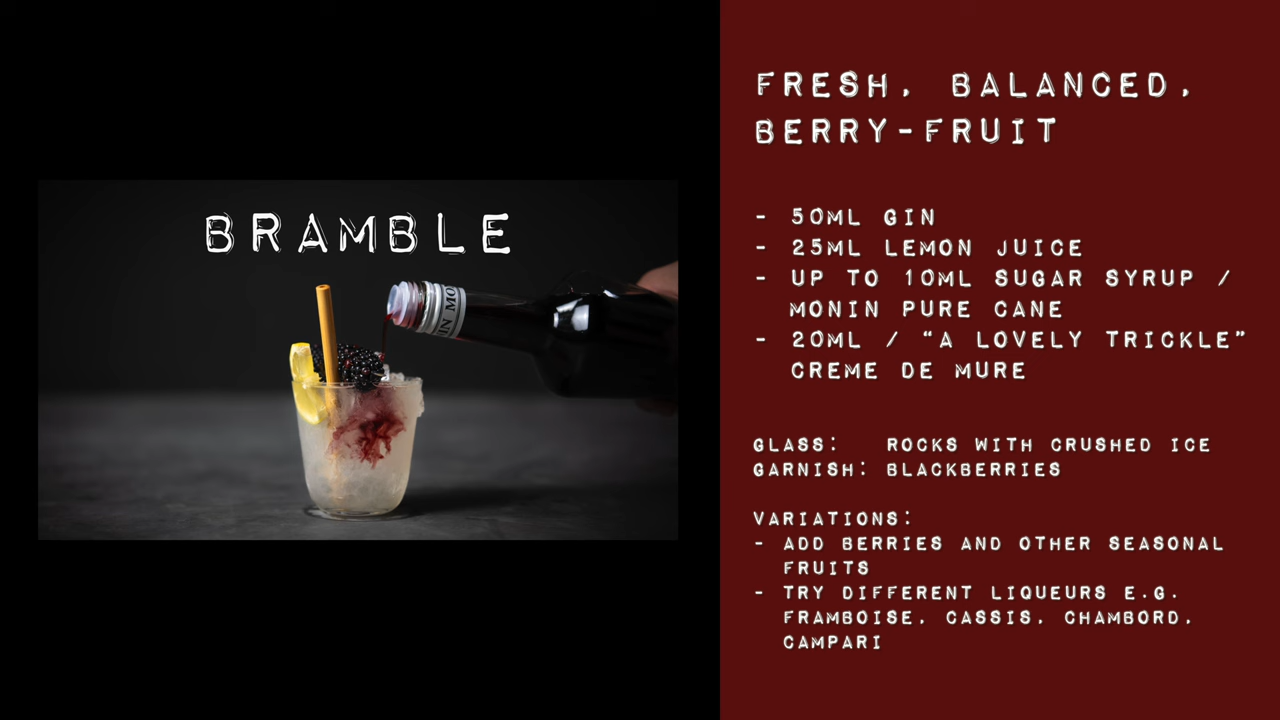 BRAMBLE
IN MO
FRESH, BALANCED,
BERRY-FRUIT
- 50ML GIN
- 25ML LEMON JUICE
- UP TO 10ML SUGAR SYRUP /
MONIN PURE CANE
- 20ML / “A LOVELY TRICKLE”
CREME DE MURE
GLASS: ROCKS WITH CRUSHED ICE
GARNISH: BLACKBERRIES
VARIATIONS:
- ADD BERRIES AND OTHER SEASONAL
FRUITS
- TRY DIFFERENT LIQUEURS E.G.
FRAMBOISE, CASSIS, CHAMBORD,
CAMPARI